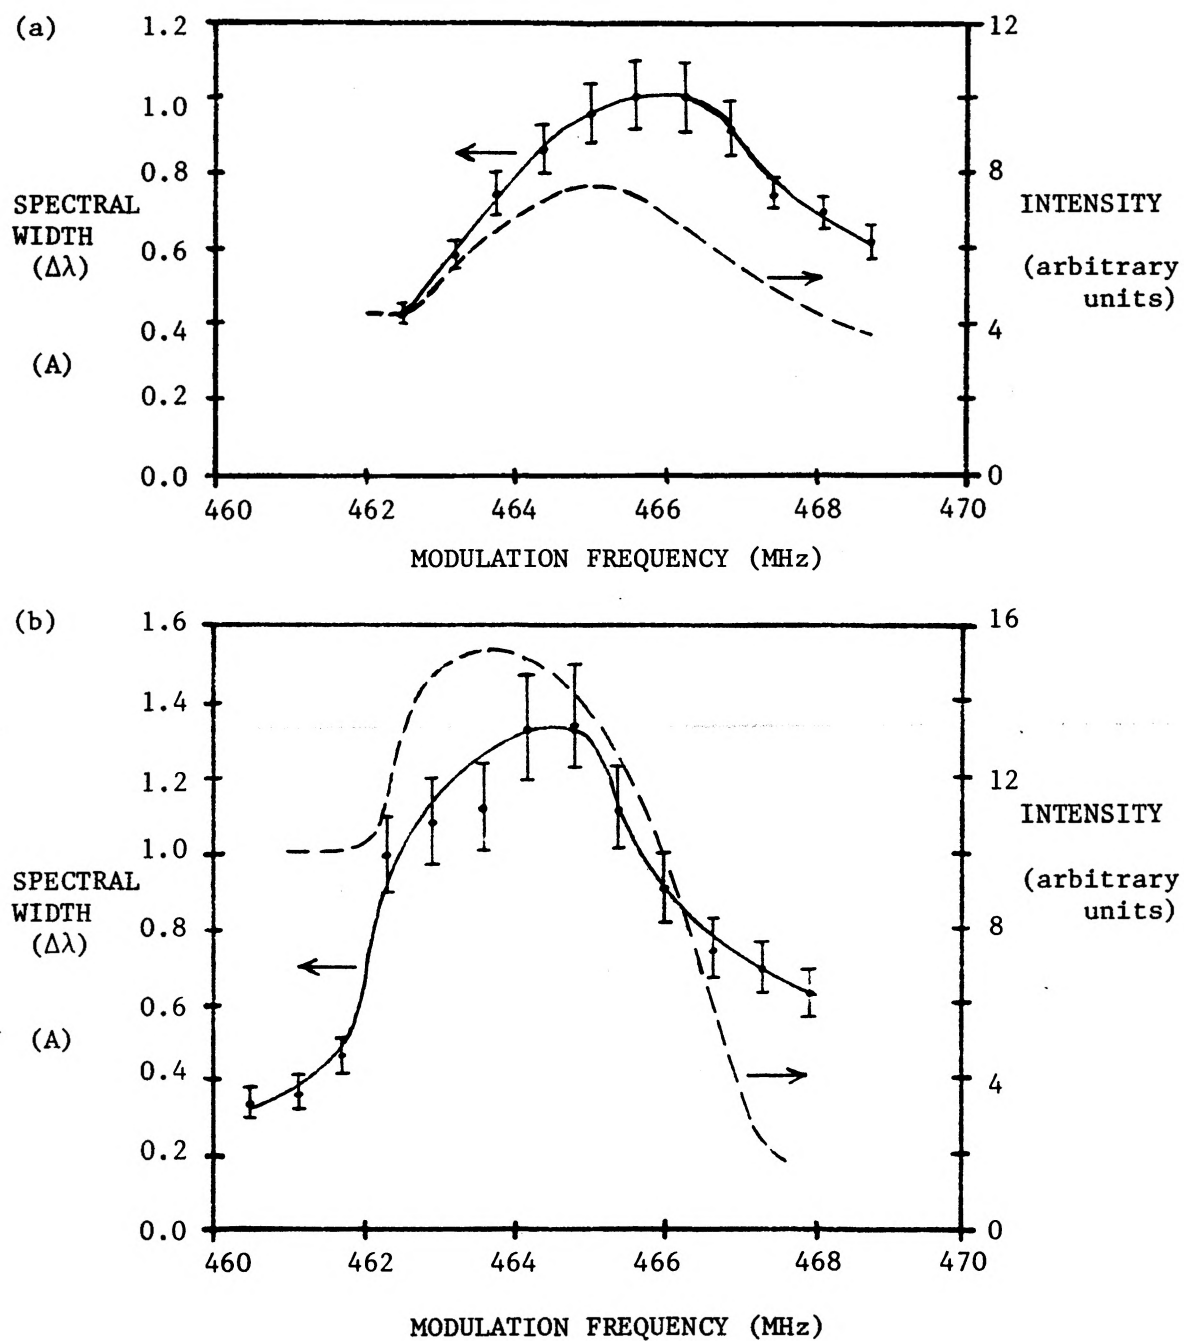 (a)
1.2
1.0
0.8
0.6
0.4
0.2
0.0
SPECTRAL
WIDTH
(Δλ)
(A)
12
8
4
0
INTENSITY
(arbitrary
units)
460 462 464 466 468 470
MODULATION FREQUENCY (MHz)
(b)
1.6
1.4
1.2
1.0
0.8
0.6
0.4
0.2
0.0
SPECTRAL
WIDTH
(Δλ)
(A)
16
12
8
4
0
INTENSITY
(arbitrary
units)
460 462 464 466 468 470
MODULATION FREQUENCY (MHz)